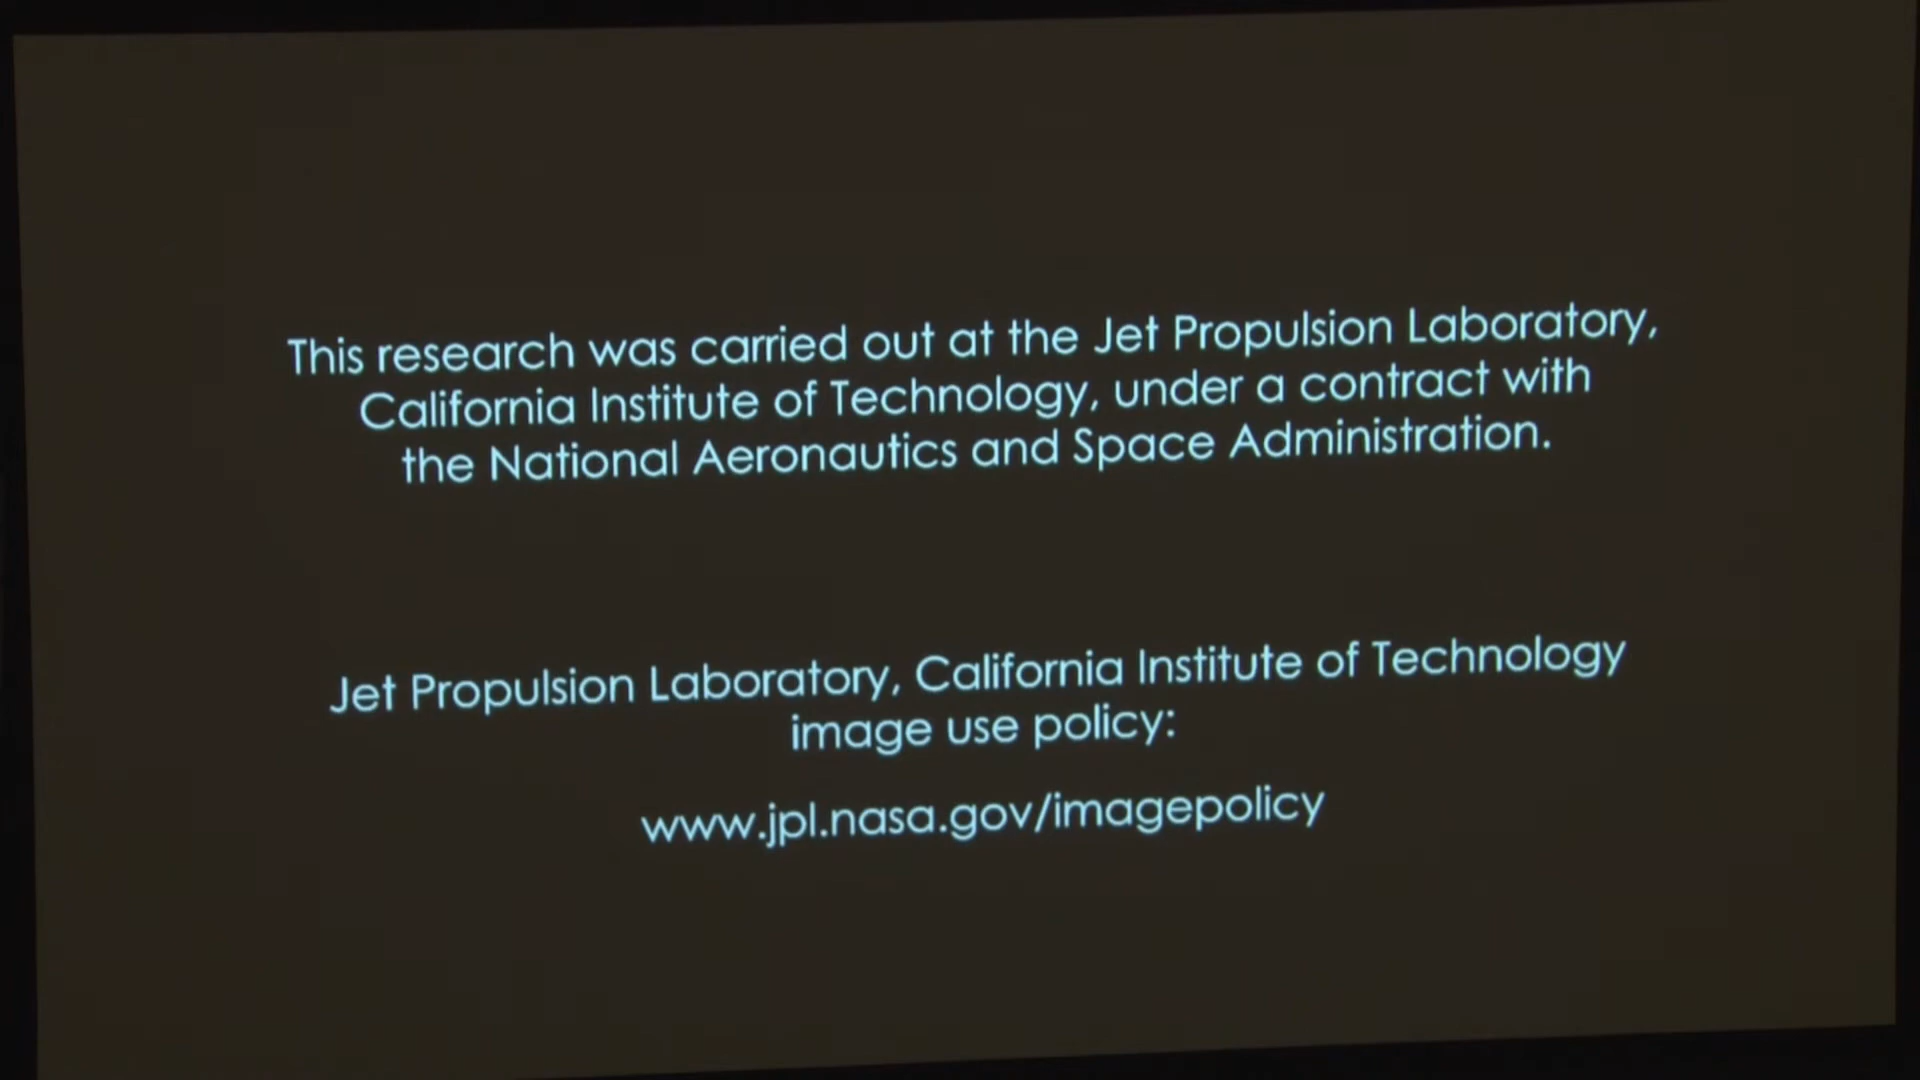 This research was carried out at the Jet Propulsion Laboratory,
California Institute of Technology, under a contract with
the National Aeronautics and Space Administration.
Jet Propulsion Laboratory, California Institute of Technology
image use policy:
www.jpl.nasa.gov/imagepolicy